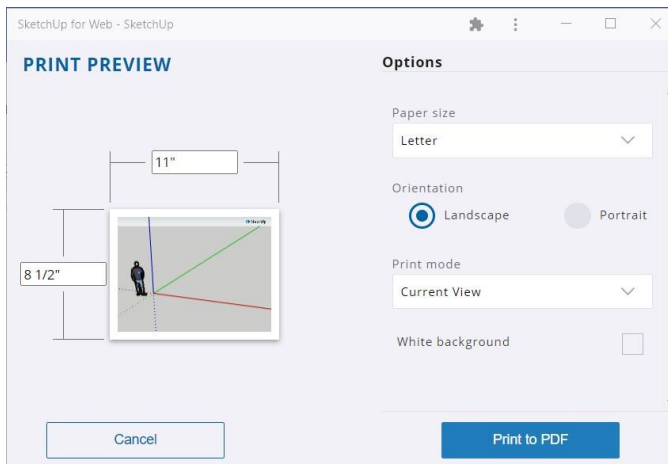 SketchUp for Web - SketchUp
PRINT PREVIEW
11"
SketchUp
8 1/2"
Cancel
Options
Paper size
Letter
Orientation
Landscape
Portrait
Print mode
Current View
White background
Print to PDF